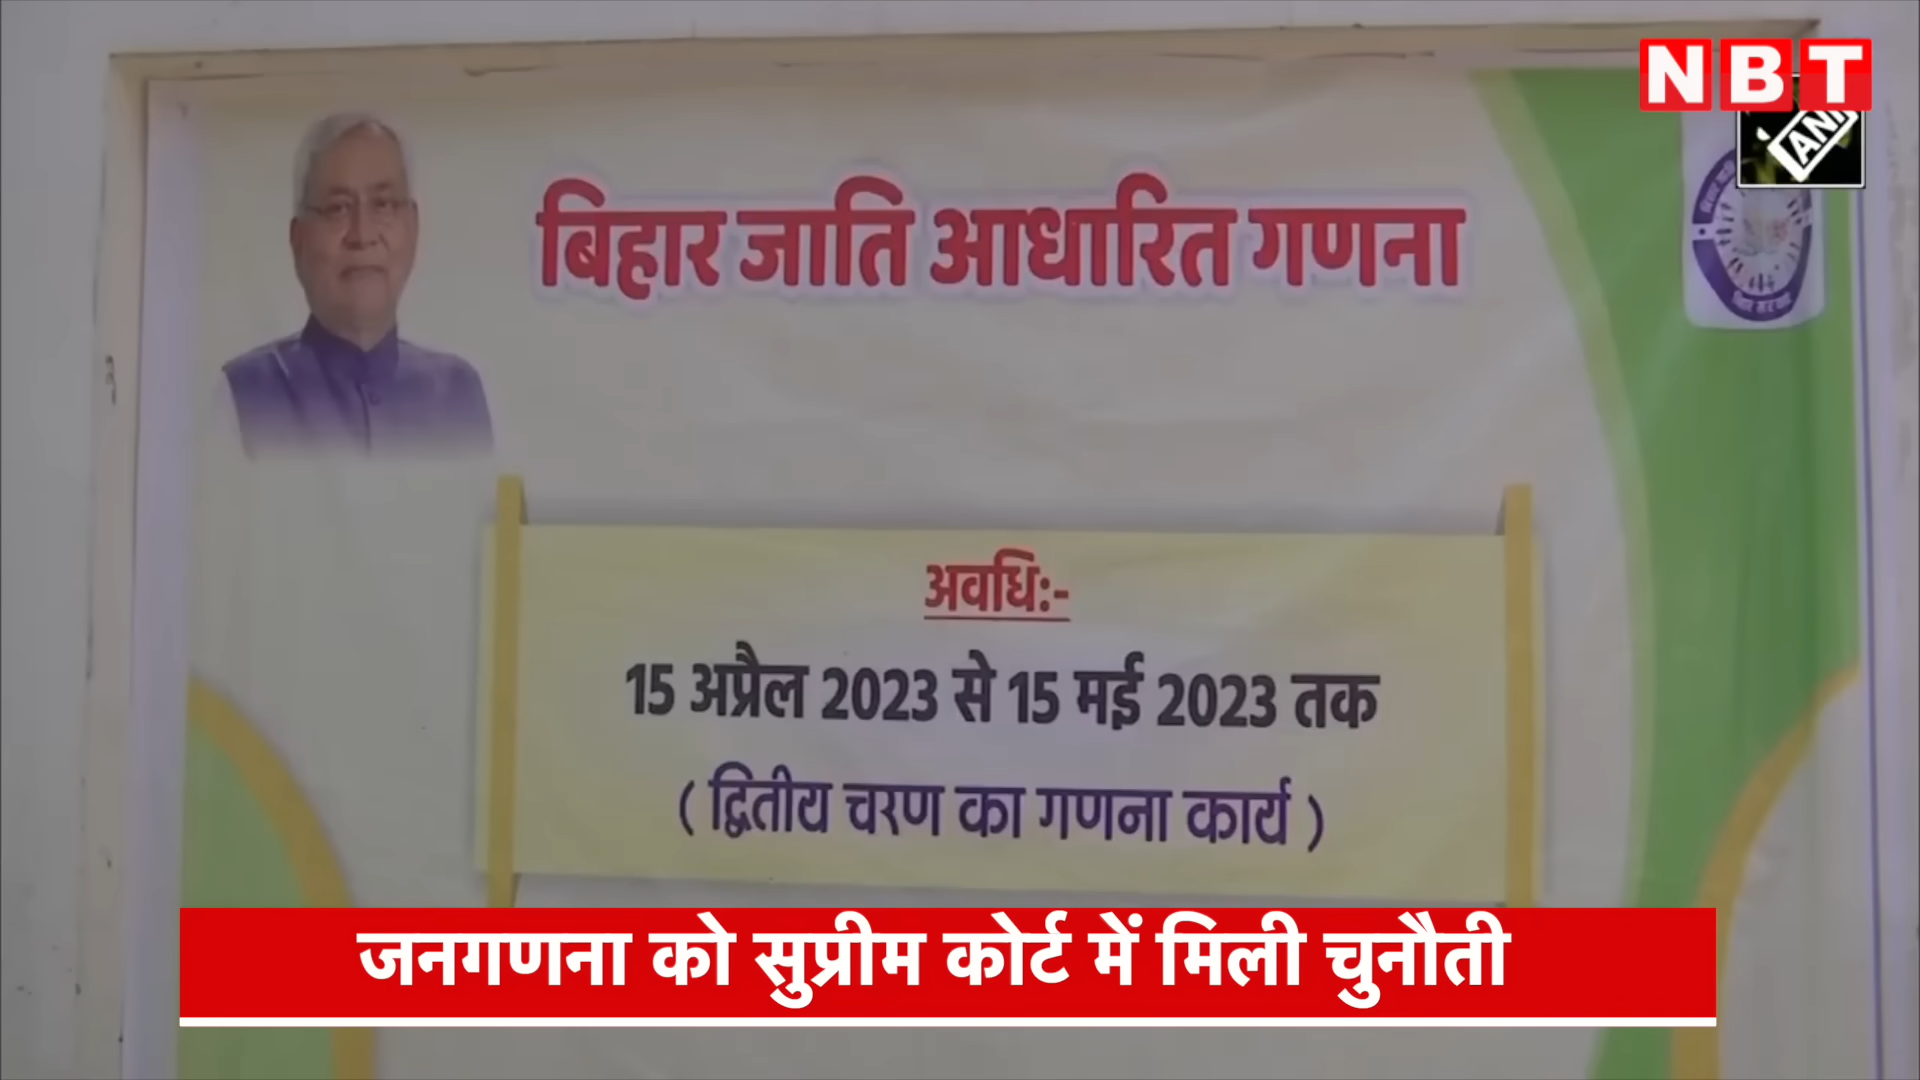 NBT
ANI
बिहार जाति आधारित गणना
अवधि:-
15 अप्रैल 2023 से 15 मई 2023 तक
( द्वितीय चरण का गणना कार्य )
जनगणना को सुप्रीम कोर्ट में मिली चुनौती